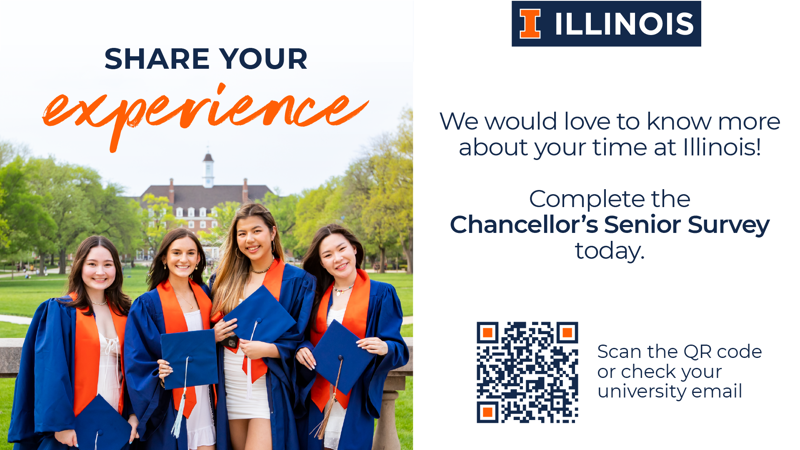 SHARE YOUR
experience
I ILLINOIS
We would love to know more
about your time at Illinois!
Complete the
Chancellor's Senior Survey
today.
Scan the QR code
or check your
university email